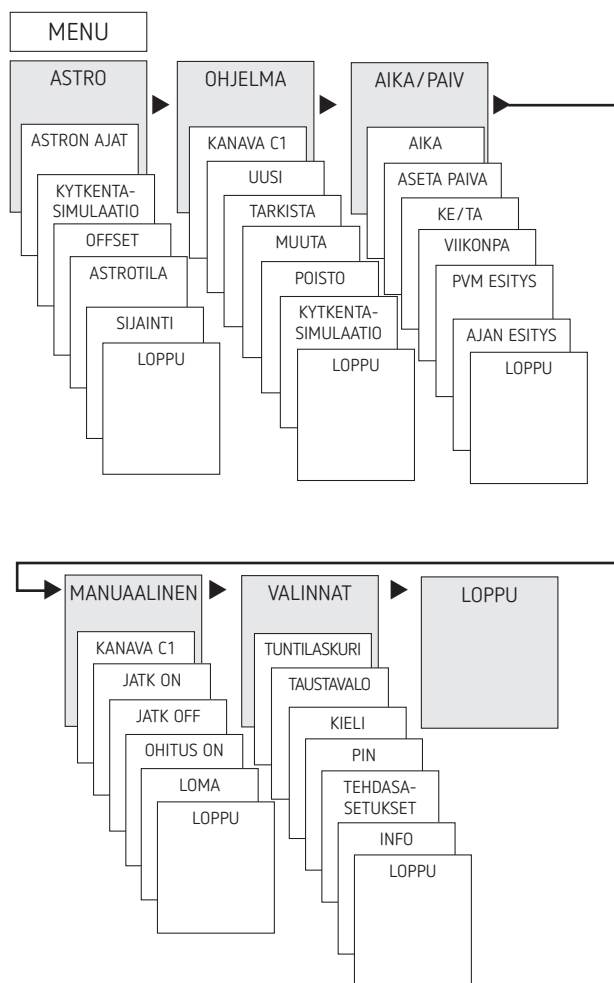 MENU
ASTRO
ASTRON AJAT
KYTKENTA-
SIMULAATIO
OFFSET
ASTROTILA
SIJAINTI
LOPPU
OHJELMA
KANAVA C1
UUSI
TARKISTA
MUUTA
POISTO
KYTKENTA-
SIMULAATIO
LOPPU
AIKA/PAIV
AIKA
ASETA PAIVA
KE/TA
VIIKONPA
PVM ESITYS
AJAN ESITYS
LOPPU
MANUAALINEN
KANAVA C1
JATK ON
JATK OFF
OHITUS ON
LOMA
LOPPU
VALINNAT
TUNTILASKURI
TAUSTAVALO
KIELI
PIN
TEHDASA-
SETUKSET
INFO
LOPPU
LOPPU